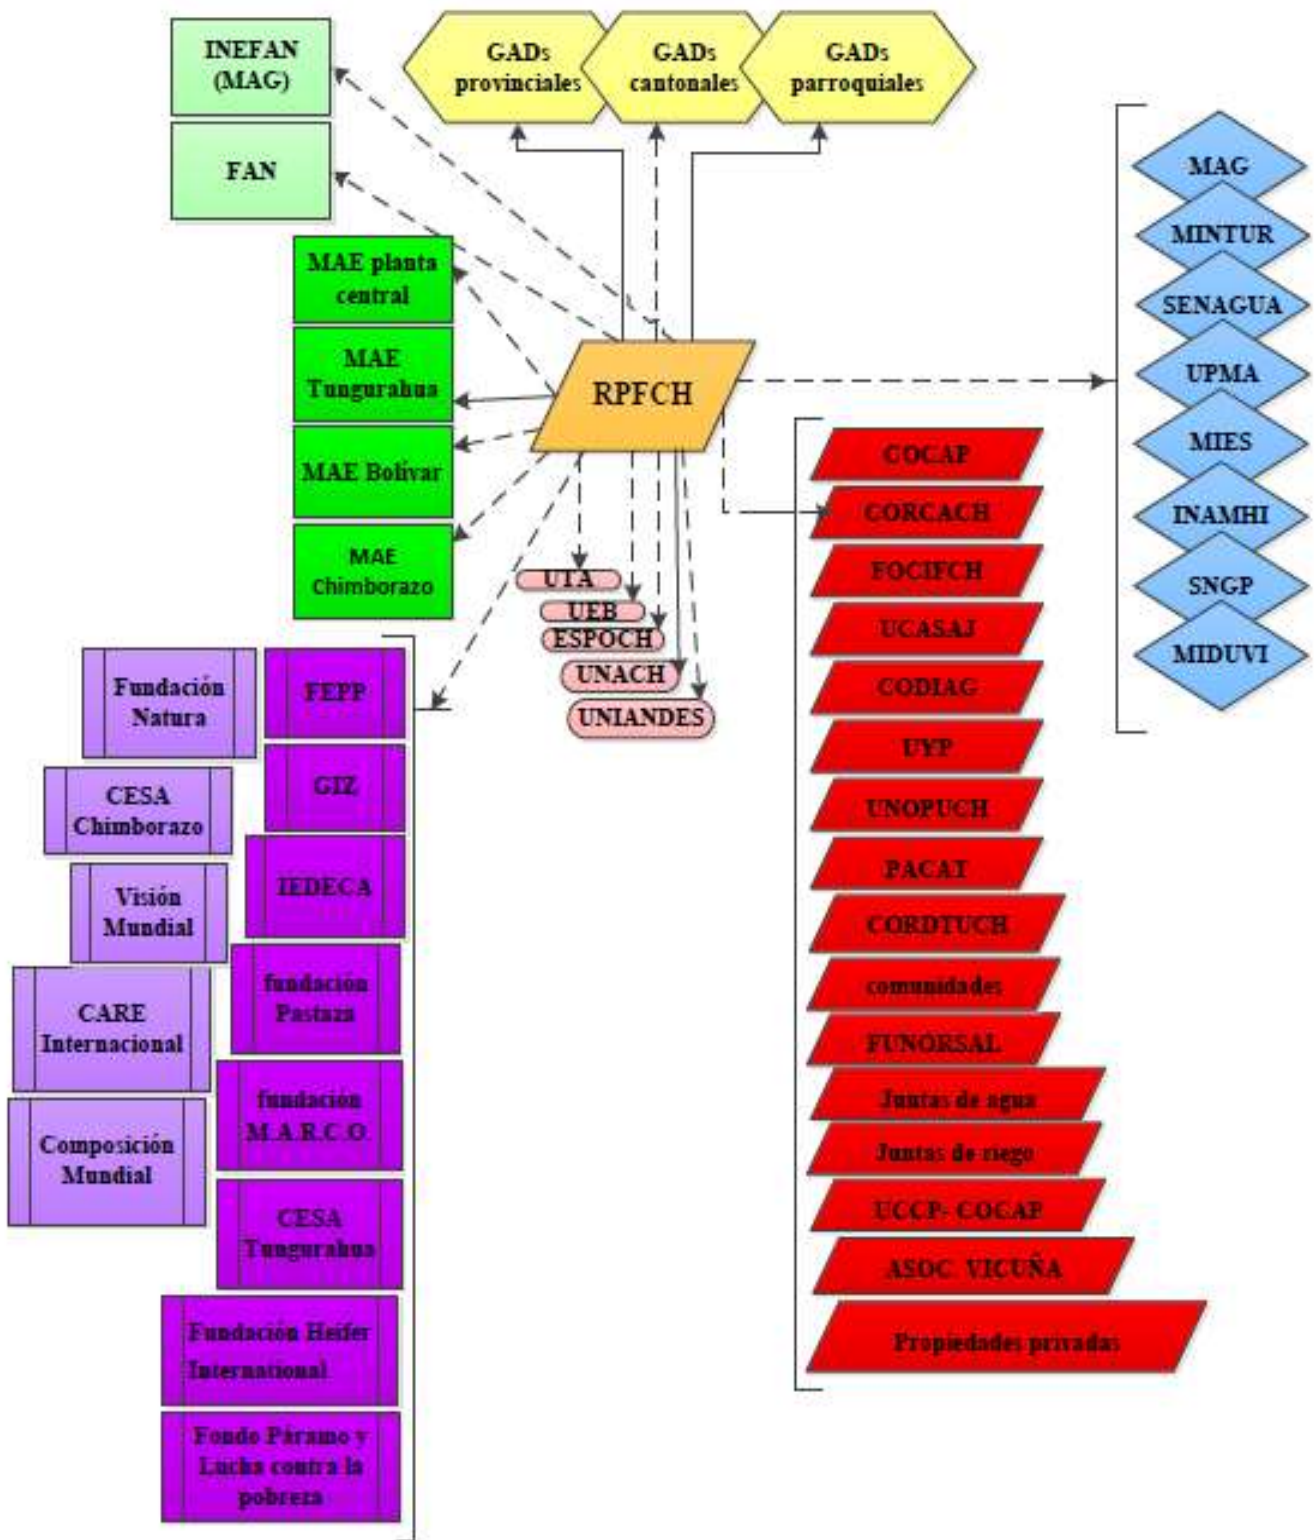 INEFAN
(MAG)
FAN
GADs
provinciales
GADs
cantonales
GADs
parroquiales
MAE planta
central
MAE
Tungurahua
MAE Bolívar
MAE
Chimborazo
RPFCH
MAG
MINTUR
SENAGUA
UPMA
MIES
INAMHI
SNGP
MIDUVI
UTA
UEB
ESPOCH
UNACH
UNIANDES
COCAP
CORCACH
FOCIFCH
UCASAJ
CODIAG
UYP
UNOPUCH
PACAT
CORDTUCH
comunidades
FUNORSAL
Juntas de agua
Juntas de riego
UCCP- COCAP
ASOC. VICUÑA
Propiedades privadas
Fundación
Natura
CESA
Chimborazo
Visión
Mundial
CARE
Internacional
Composición
Mundial
FEPP
GIZ
IEDECA
fundación
Pastaza
fundación
M.A.R.C.O.
CESA
Tungurahua
Fundación Heifer
International.
Fondo Páramo y
Lucha contra la
pobreza